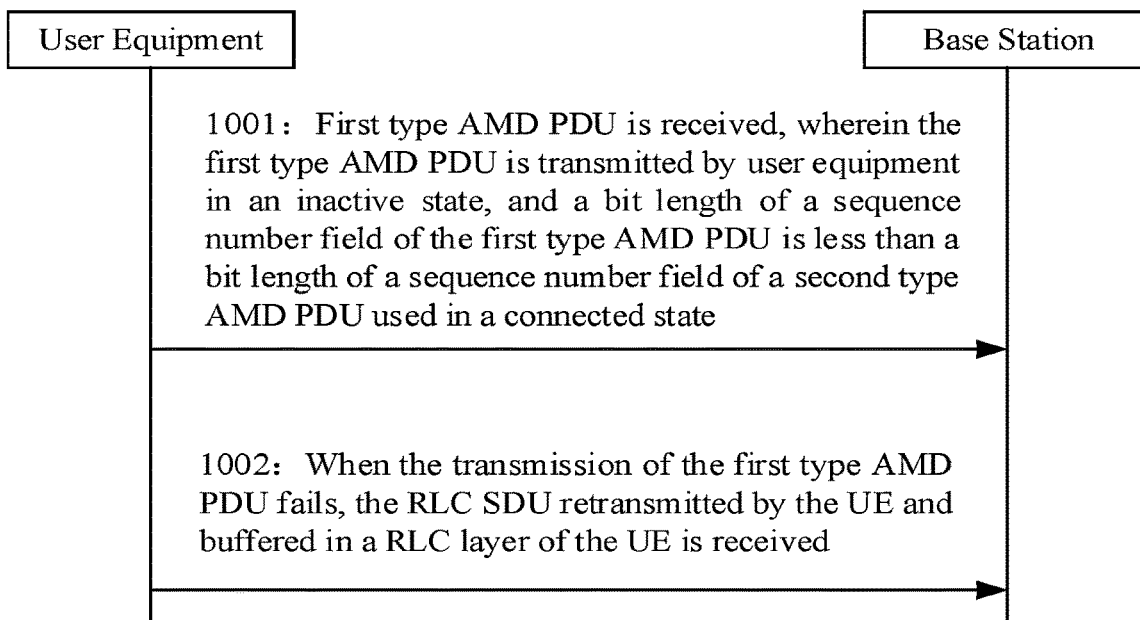 User Equipment
Base Station
1001: First type AMD PDU is received, wherein the
first type AMD PDU is transmitted by user equipment
in an inactive state, and a bit length of a sequence
number field of the first type AMD PDU is less than a
bit length of a sequence number field of a second type
AMD PDU used in a connected state
1002: When the transmission of the first type AMD
PDU fails, the RLC SDU retransmitted by the UE and
buffered in a RLC layer of the UE is received